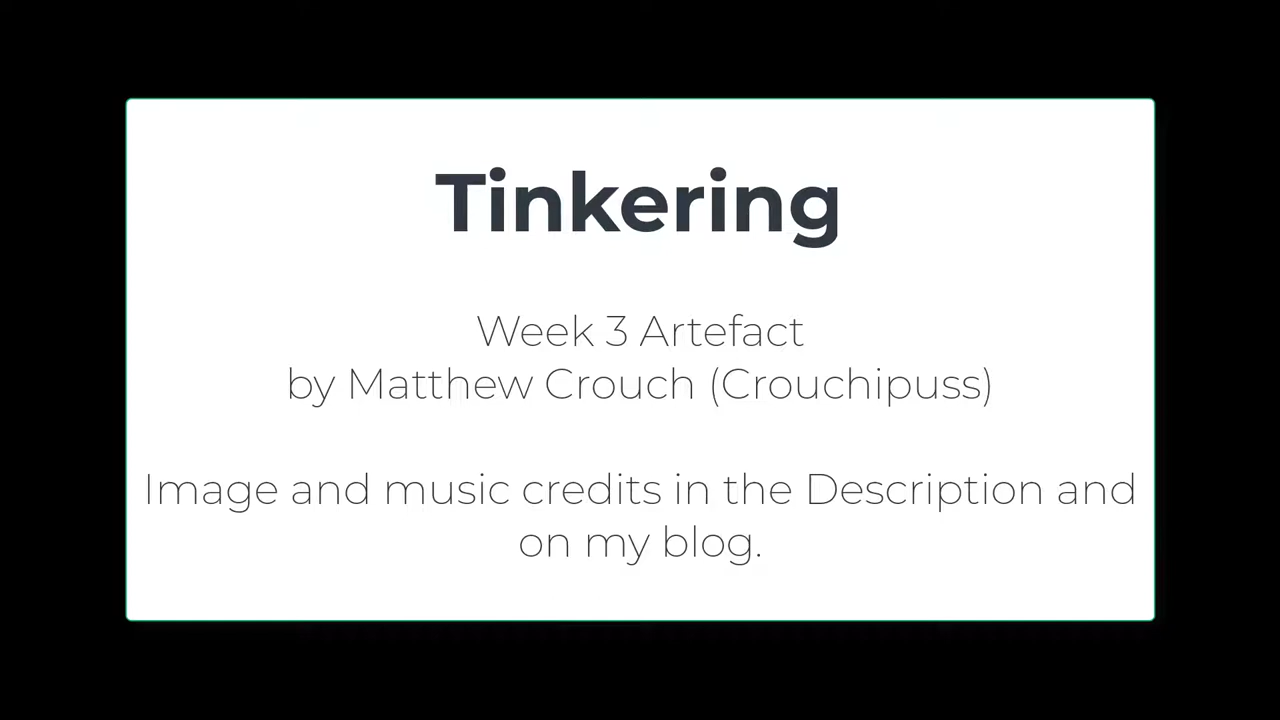 Tinkering
Week 3 Artefact
by Matthew Crouch (Crouchipuss)
Image and music credits in the Description and
on my blog.